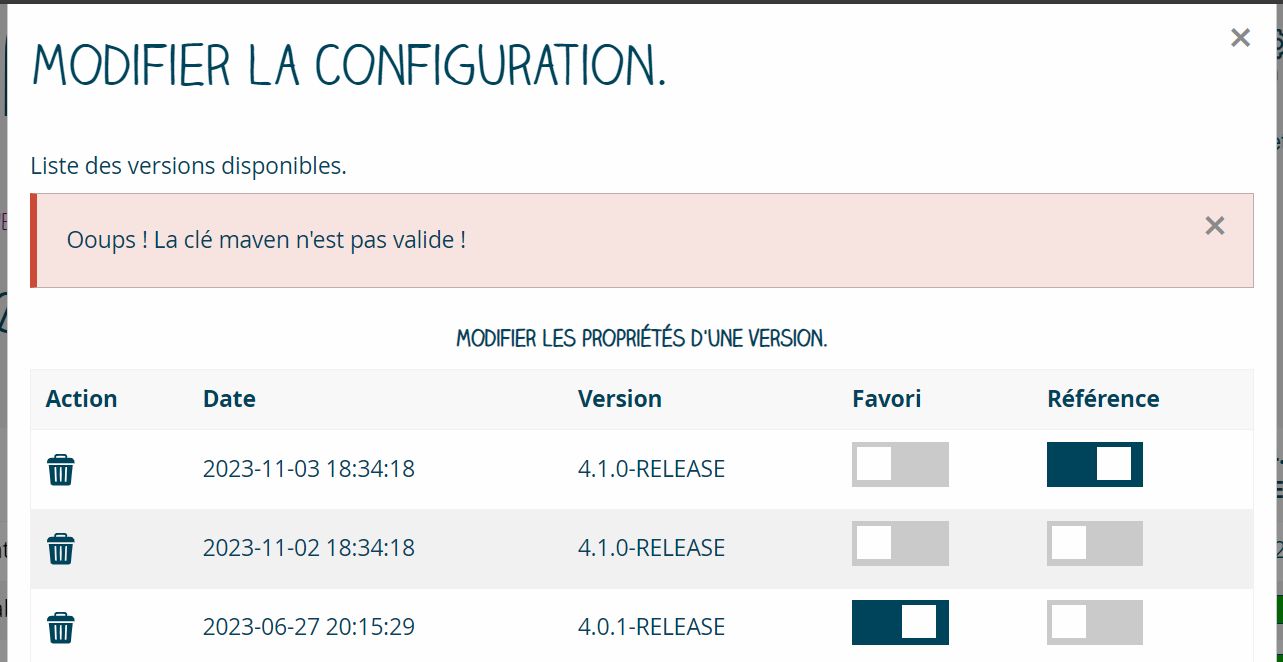 MODIFIER LA CONFIGURATION.
Liste des versions disponibles.
Ooups ! La clé maven n'est pas valide !
MODIFIER LES PROPRIÉTÉS D'UNE VERSION.
Action Date Version Favori Référence
2023-11-03 18:34:18 4.1.0-RELEASE
2023-11-02 18:34:18 4.1.0-RELEASE
2023-06-27 20:15:29 4.0.1-RELEASE